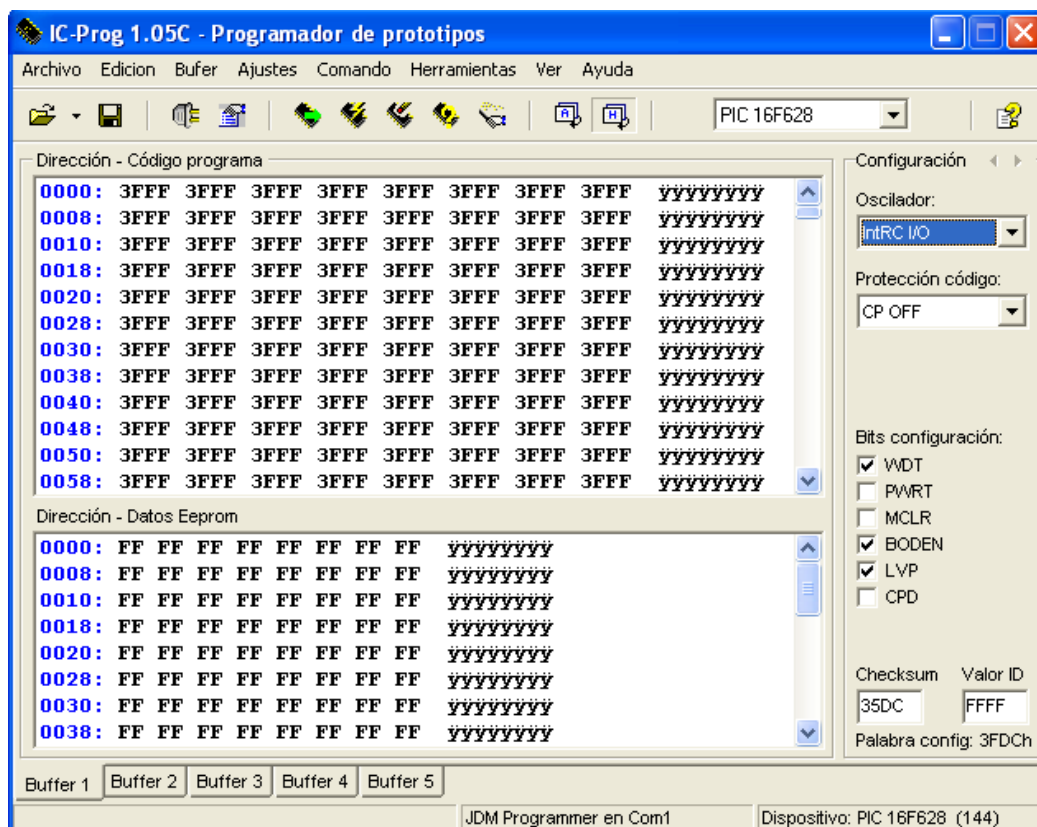 IC-Prog 1.05C - Programador de prototipos
Archivo Edicion Bufer Ajustes Comando Herramientas Ver Ayuda
PIC 16F628
Dirección - Código programa
0000: 3FFF 3FFF 3FFF 3FFF 3FFF 3FFF 3FFF 3FFF ÿÿÿÿÿÿÿÿ
0008: 3FFF 3FFF 3FFF 3FFF 3FFF 3FFF 3FFF 3FFF ÿÿÿÿÿÿÿÿ
0010: 3FFF 3FFF 3FFF 3FFF 3FFF 3FFF 3FFF 3FFF ÿÿÿÿÿÿÿÿ
0018: 3FFF 3FFF 3FFF 3FFF 3FFF 3FFF 3FFF 3FFF ÿÿÿÿÿÿÿÿ
0020: 3FFF 3FFF 3FFF 3FFF 3FFF 3FFF 3FFF 3FFF ÿÿÿÿÿÿÿÿ
0028: 3FFF 3FFF 3FFF 3FFF 3FFF 3FFF 3FFF 3FFF ÿÿÿÿÿÿÿÿ
0030: 3FFF 3FFF 3FFF 3FFF 3FFF 3FFF 3FFF 3FFF ÿÿÿÿÿÿÿÿ
0038: 3FFF 3FFF 3FFF 3FFF 3FFF 3FFF 3FFF 3FFF ÿÿÿÿÿÿÿÿ
0040: 3FFF 3FFF 3FFF 3FFF 3FFF 3FFF 3FFF 3FFF ÿÿÿÿÿÿÿÿ
0048: 3FFF 3FFF 3FFF 3FFF 3FFF 3FFF 3FFF 3FFF ÿÿÿÿÿÿÿÿ
0050: 3FFF 3FFF 3FFF 3FFF 3FFF 3FFF 3FFF 3FFF ÿÿÿÿÿÿÿÿ
0058: 3FFF 3FFF 3FFF 3FFF 3FFF 3FFF 3FFF 3FFF ÿÿÿÿÿÿÿÿ
Dirección - Datos Eeprom
0000: FF FF FF FF FF FF FF FF ÿÿÿÿÿÿÿÿ
0008: FF FF FF FF FF FF FF FF ÿÿÿÿÿÿÿÿ
0010: FF FF FF FF FF FF FF FF ÿÿÿÿÿÿÿÿ
0018: FF FF FF FF FF FF FF FF ÿÿÿÿÿÿÿÿ
0020: FF FF FF FF FF FF FF FF ÿÿÿÿÿÿÿÿ
0028: FF FF FF FF FF FF FF FF ÿÿÿÿÿÿÿÿ
0030: FF FF FF FF FF FF FF FF ÿÿÿÿÿÿÿÿ
0038: FF FF FF FF FF FF FF FF ÿÿÿÿÿÿÿÿ
Configuración
Oscilador:
IntRC I/O
Protección código:
CP OFF
Bits configuración:
WDT
PWRT
MCLR
BODEN
LVP
CPD
Checksum Valor ID
35DC FFFF
Palabra config: 3FDCh
Buffer 1 Buffer 2 Buffer 3 Buffer 4 Buffer 5
JDM Programmer en Com1 Dispositivo: PIC 16F628 (144)